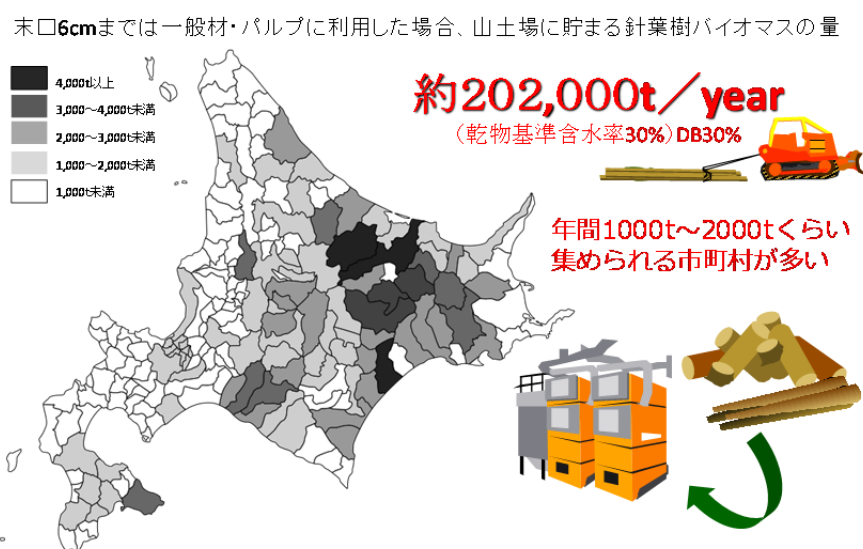 末口6cmまでは一般材・パルプに利用した場合、山土場に貯まる針葉樹バイオマスの量
4,000t以上
3,000～4,000t未満
2,000～3,000t未満
1,000～2,000t未満
1,000t未満
約202,000t／year
（乾物基準含水率30%）DB30%
年間1000t～2000tくらい
集められる市町村が多い